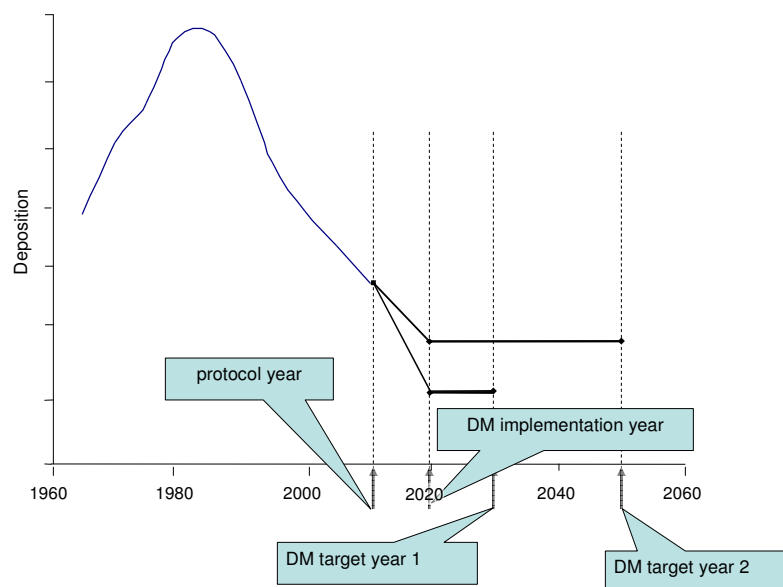 Deposition
protocol year
DM implementation year
1960 1980 2000 2020 2040 2060
DM target year 1
DM target year 2